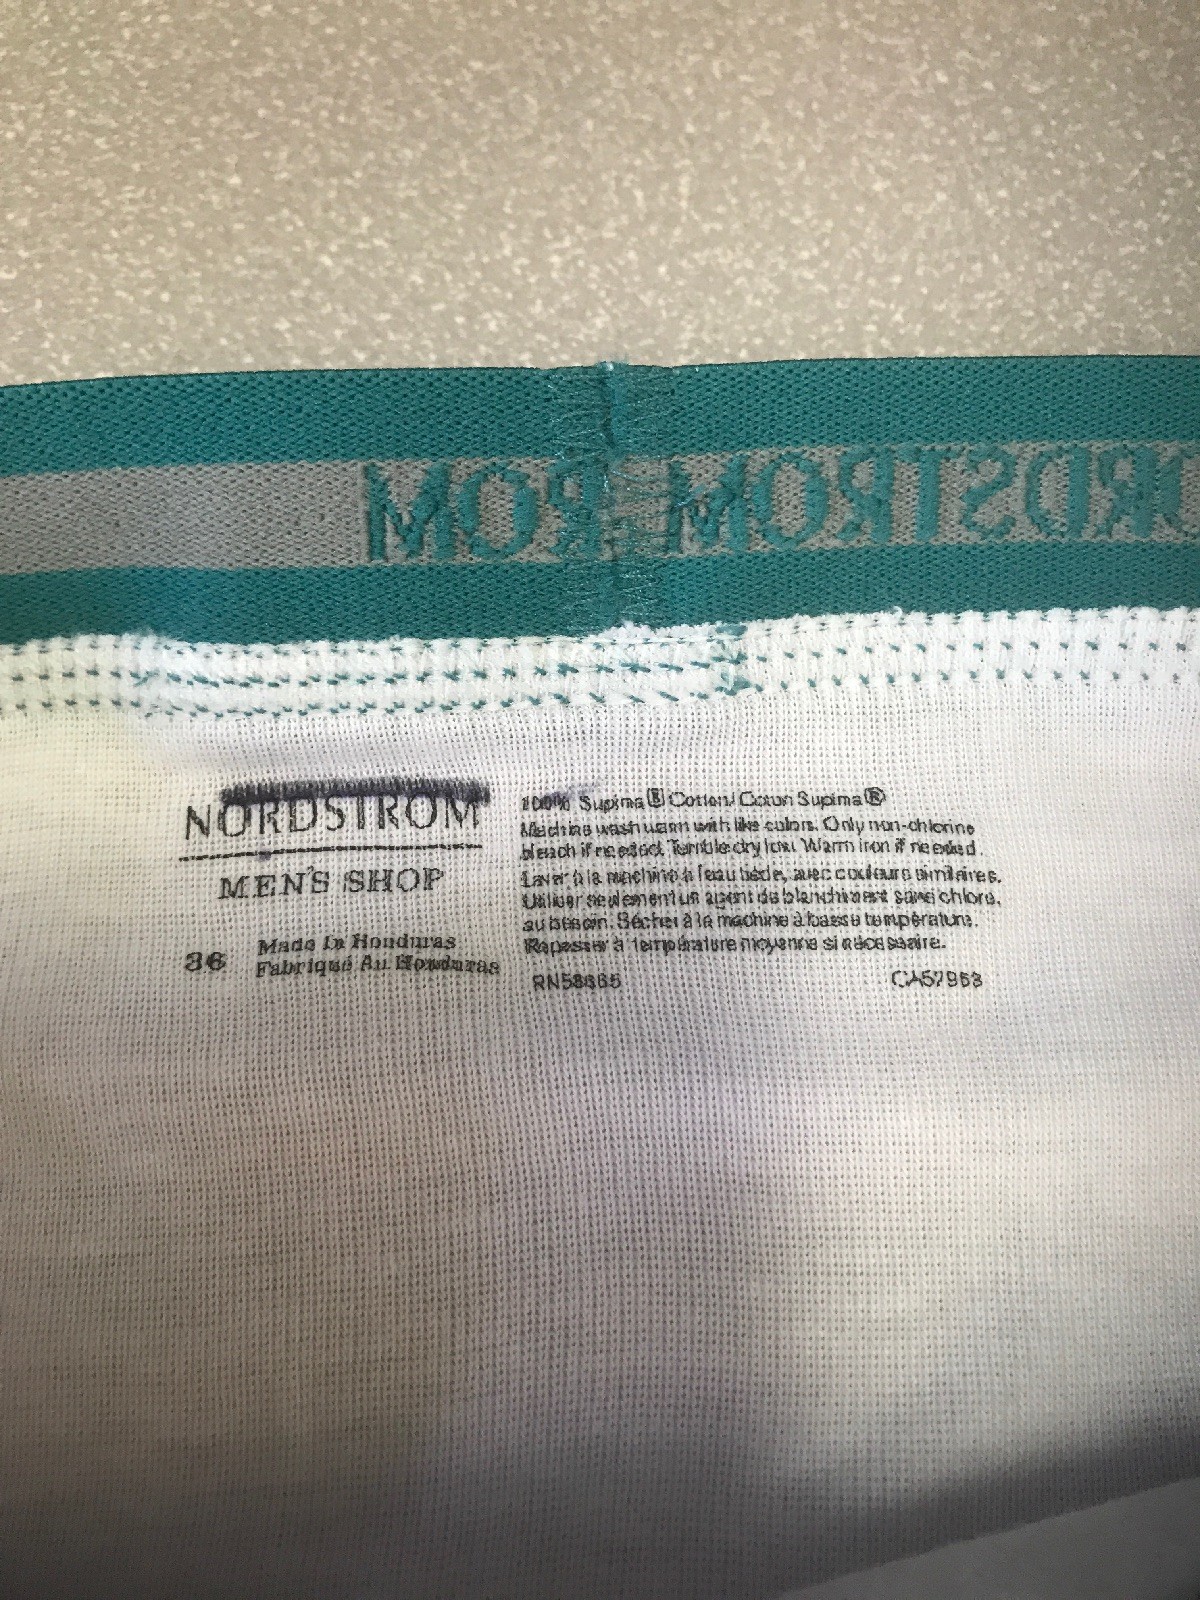 ROM NORDSTROM
NORDSTROM
MEN'S SHOP
36 Made In Honduras
Fabriqué Au Honduras
100% Supima® Cotton/ Coton Supima®
Machine wash warm with like colors. Only non-chlorine
bleach if needed. Tumble dry low. Warm iron if needed.
Laver à la machine à l'eau tiède, avec couleurs similaires.
Utiliser seulement un agent de blanchiment sans chlore,
au besoin. Sécher à la machine à basse température.
Repasser à température moyenne si nécessaire.
CA57953